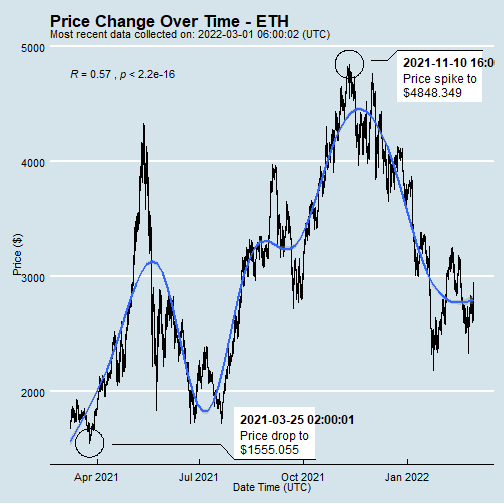 Price Change Over Time - ETH
Most recent data collected on: 2022-03-01 06:00:02 (UTC)
5000
R = 0.57 , p < 2.2e-16
2021-11-10 16:0
Price spike to
$4848.349
4000
Price ($)
3000
2000
2021-03-25 02:00:01
Price drop to
$1555.055
Apr 2021
Jul 2021
Oct 2021
Jan 2022
Date Time (UTC)